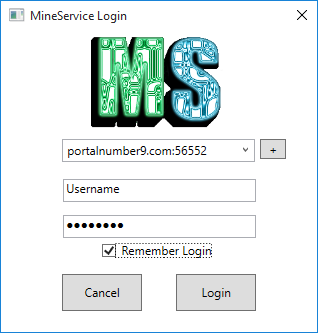 MineService Login
MS
portalnumber9.com:56552
+
Username
••••••••
Remember Login
Cancel
Login